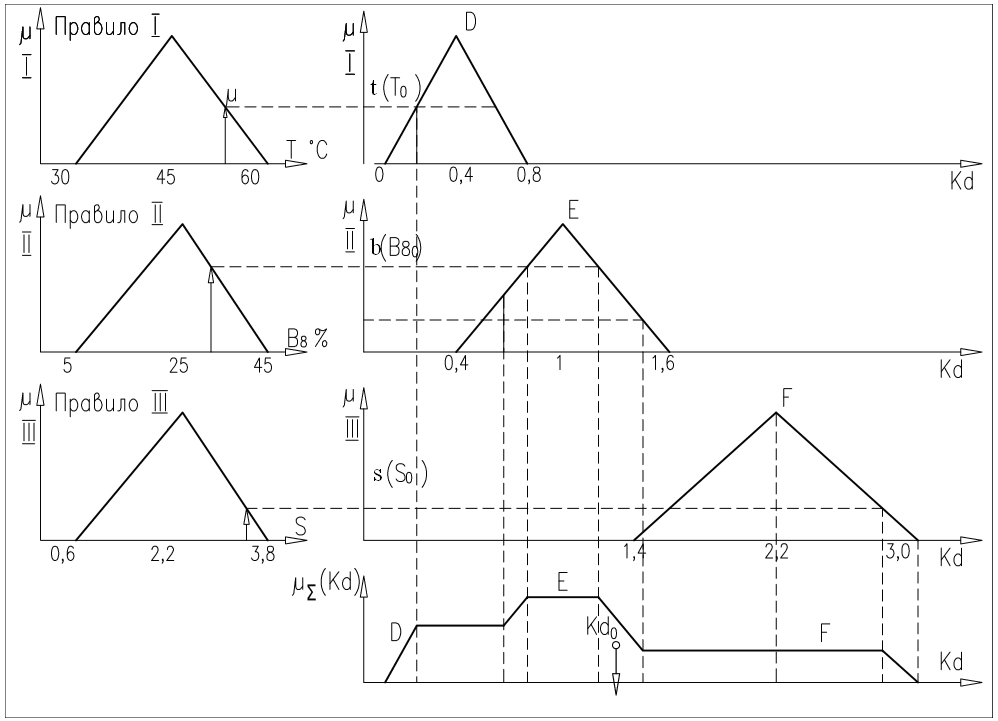 μ Правило I
I
μ
T °C
30 45 60
μ
I
D
t(T₀)
0 0,4 0,8
Kd
μ Правило II
II
B₈ %
5 25 45
μ
II
E
b(B8₀)
0,4 1 1,6
Kd
μ Правило III
III
S
0,6 2,2 3,8
μ
III
F
s(S₀)
1,4 2,2 3,0
Kd
μΣ(Kd)
D
E
Kd₀
F
Kd